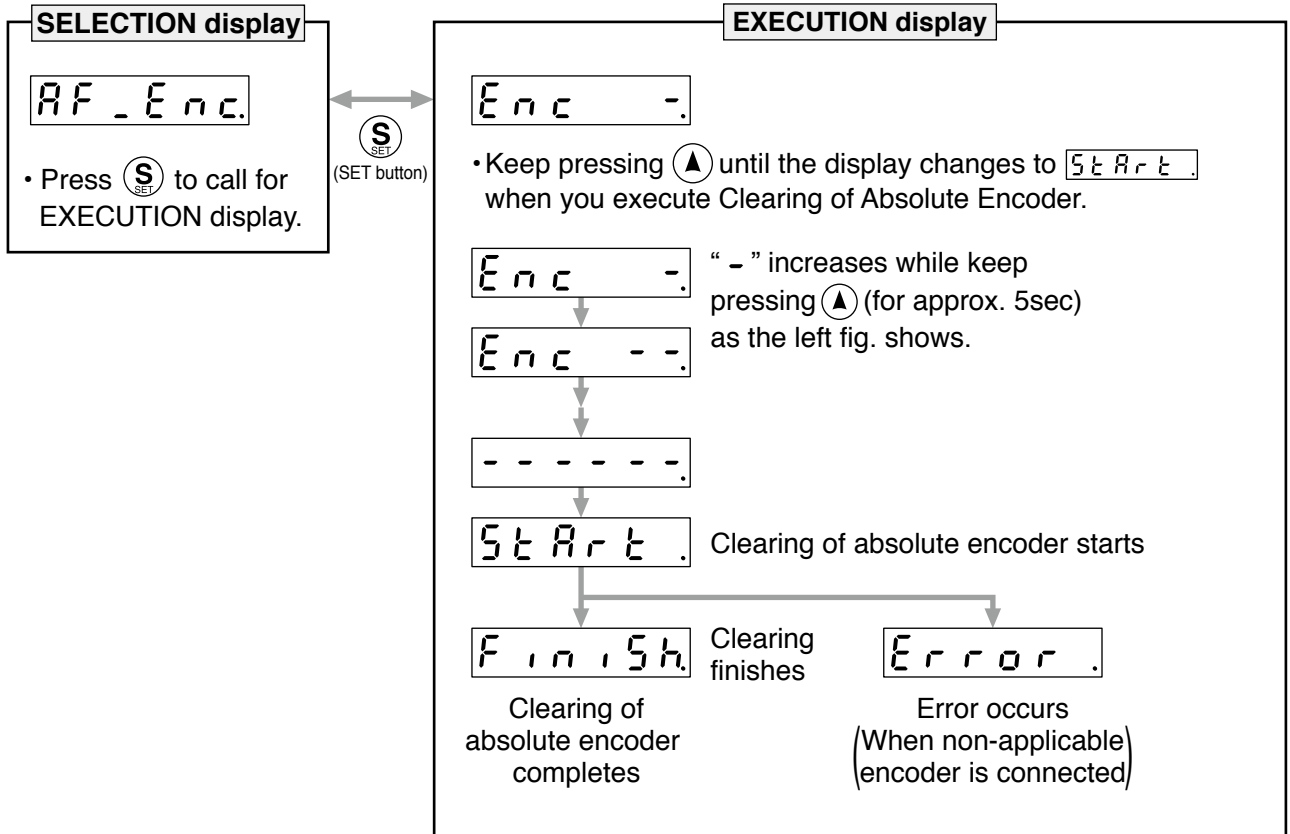 SELECTION display
AF_Enc.
• Press S SET to call for
EXECUTION display.
S SET
(SET button)
EXECUTION display
Enc -.
• Keep pressing ▲ until the display changes to StArt .
when you execute Clearing of Absolute Encoder.
Enc -.
“ – ” increases while keep
pressing ▲ (for approx. 5sec)
as the left fig. shows.
Enc --.
------.
StArt .
Clearing of absolute encoder starts
FiniSh.
Clearing
finishes
Clearing of
absolute encoder
completes
Error .
Error occurs
(When non-applicable
encoder is connected)